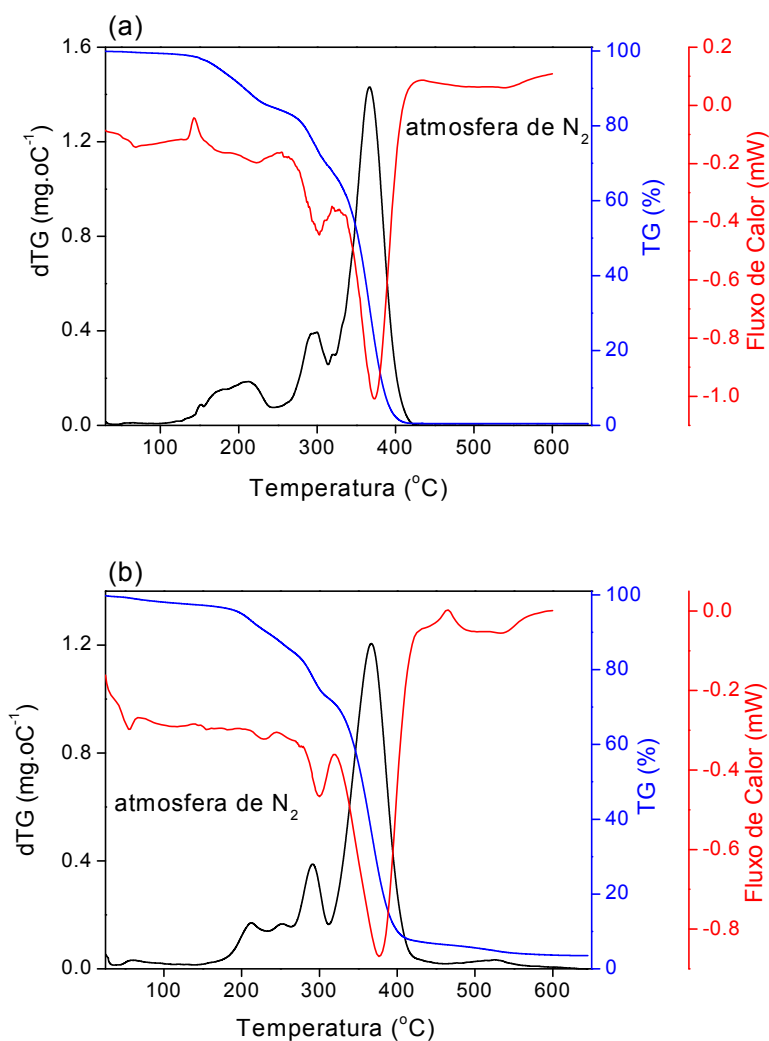 (a)
1.6
1.2
0.8
0.4
0.0
dTG (mg.oC⁻¹)
atmosfera de N₂
100
80
60
40
20
0
TG (%)
0.2
0.0
-0.2
-0.4
-0.6
-0.8
-1.0
Fluxo de Calor (mW)
100 200 300 400 500 600
Temperatura (°C)
(b)
1.2
0.8
0.4
0.0
dTG (mg.oC⁻¹)
atmosfera de N₂
100
80
60
40
20
0
TG (%)
0.0
-0.2
-0.4
-0.6
-0.8
Fluxo de Calor (mW)
100 200 300 400 500 600
Temperatura (°C)